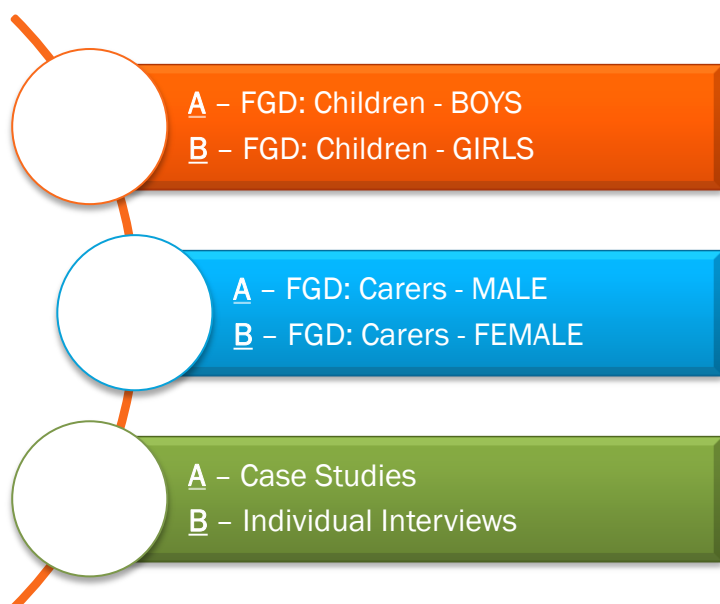 A – FGD: Children - BOYS
B – FGD: Children - GIRLS
A – FGD: Carers - MALE
B – FGD: Carers - FEMALE
A – Case Studies
B – Individual Interviews